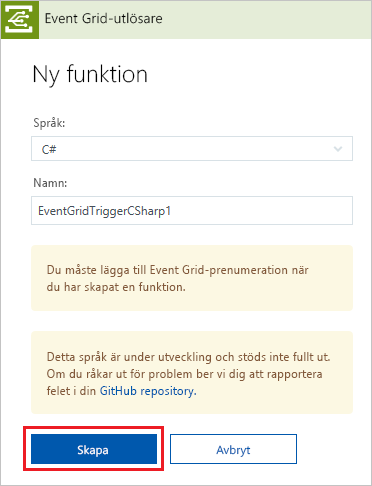 Event Grid-utlösare
Ny funktion
Språk:
C#
Namn:
EventGridTriggerCSharp1
Du måste lägga till Event Grid-prenumeration när
du har skapat en funktion.
Detta språk är under utveckling och stöds inte fullt ut.
Om du råkar ut för problem ber vi dig att rapportera
felet i din GitHub repository.
Skapa
Avbryt